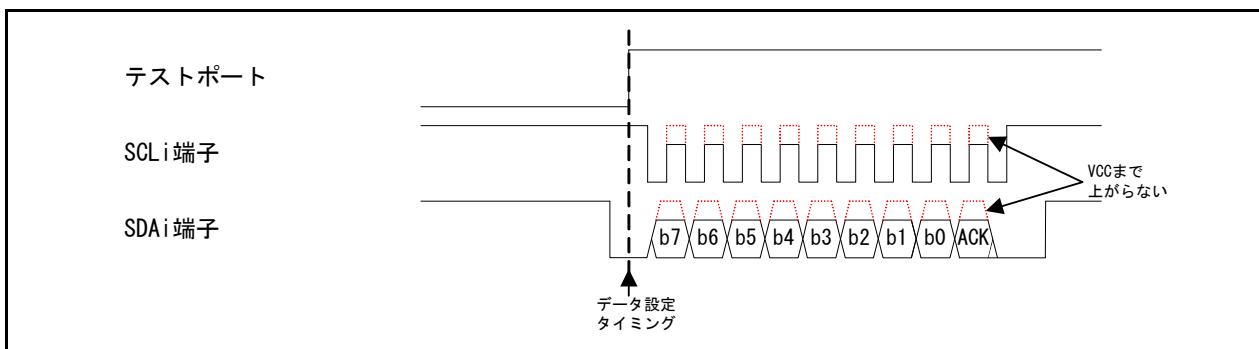 テストポート
SCLi端子
VCCまで
上がらない
SDAi端子
b7 b6 b5 b4 b3 b2 b1 b0 ACK
データ設定
タイミング